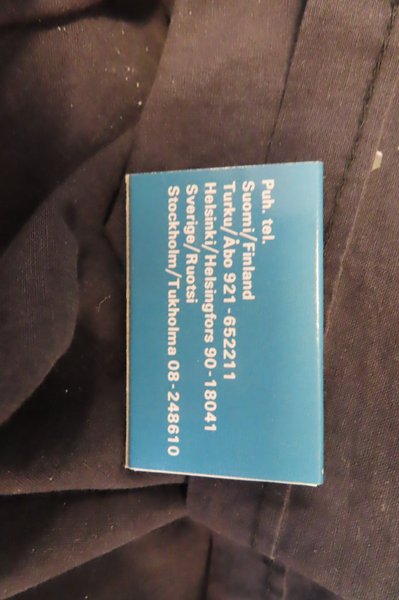 Puh. tel.
Suomi/Finland
Turku/Åbo 921-652211
Helsinki/Helsingfors 90-18041
Sverige/Ruotsi
Stockholm/Tukholma 08-248610